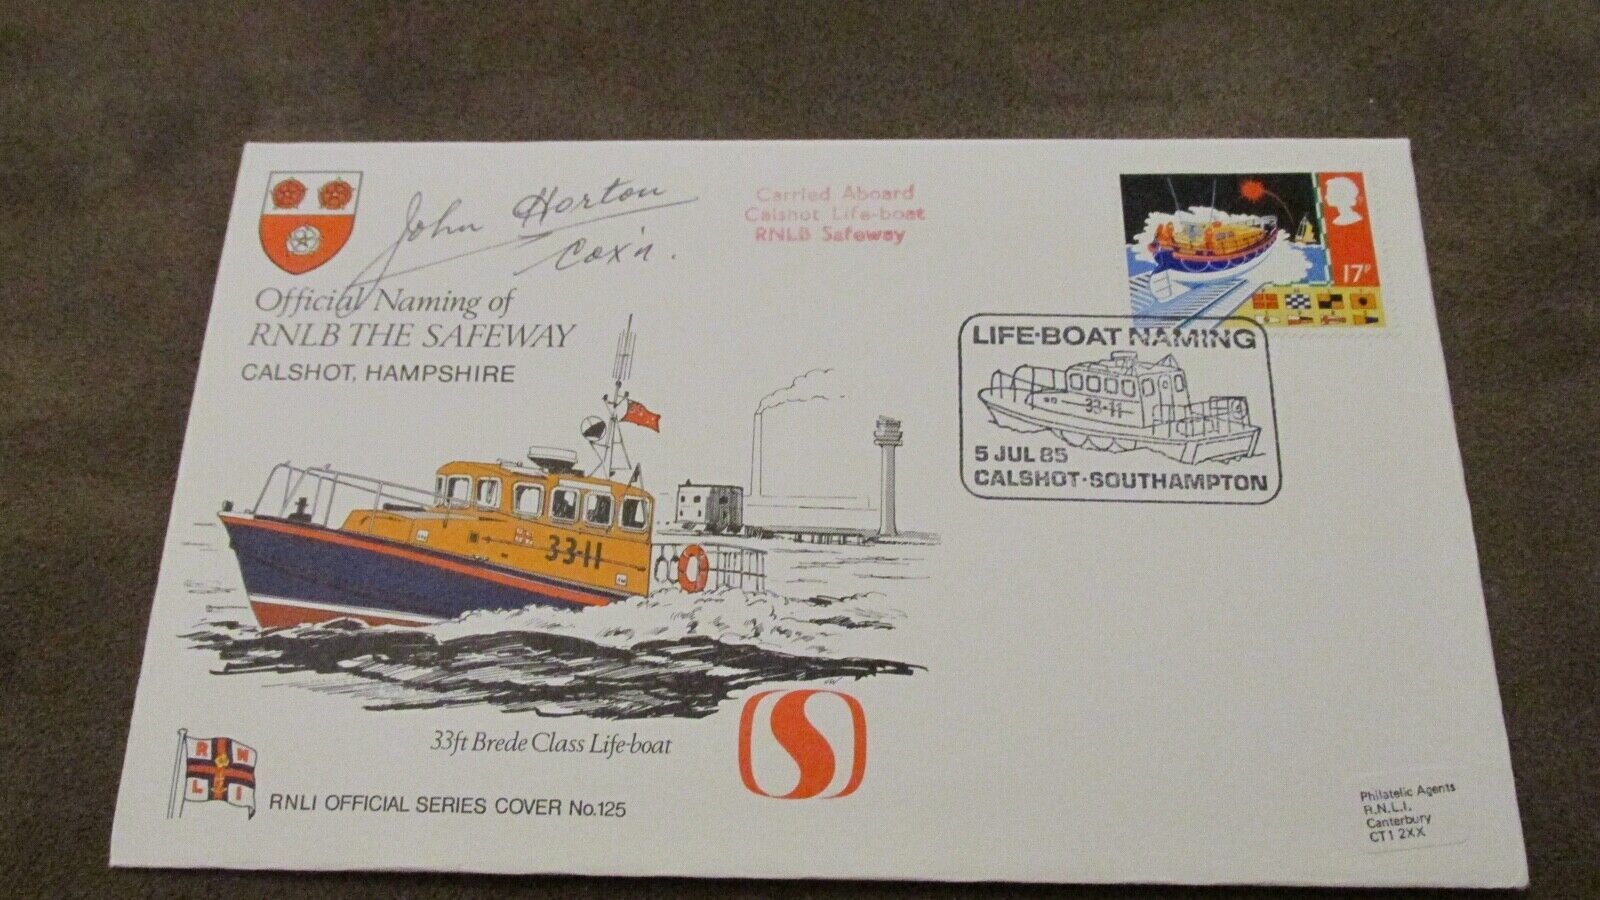 John Horton
Cox'n.
Carried Aboard
Calshot Life-boat
RNLB Safeway
17P
Official Naming of
RNLB THE SAFEWAY
CALSHOT, HAMPSHIRE
LIFE-BOAT NAMING
33-11
5 JUL 85
CALSHOT·SOUTHAMPTON
33-11
33ft Brede Class Life-boat
S
R N
L I
RNLI OFFICIAL SERIES COVER No.125
Philatelic Agents
R.N.L.I.
Canterbury
CT1 2XX